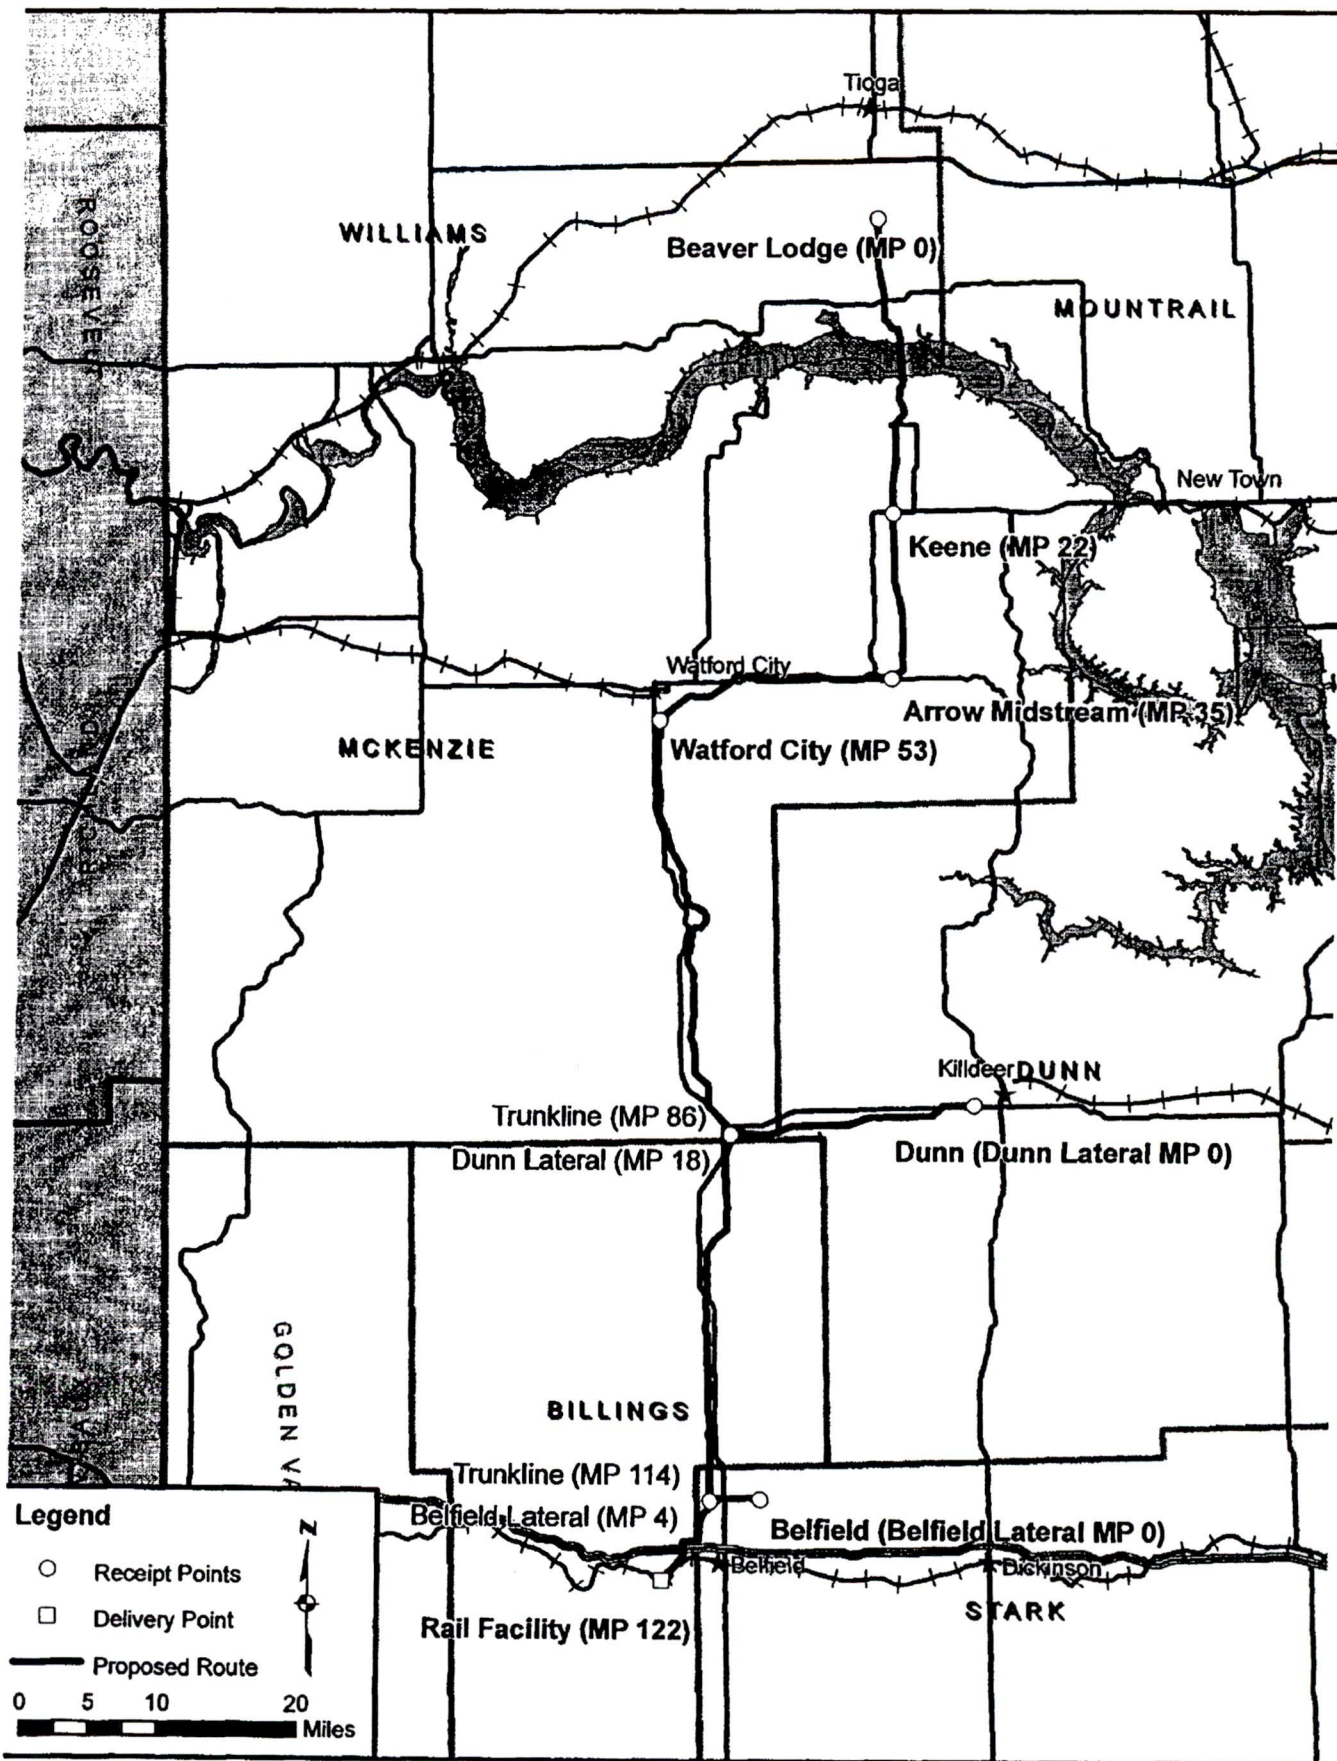 Tioga
ROOSEVELT
WILLIAMS
Beaver Lodge (MP 0)
MOUNTRAIL
New Town
Keene (MP 22)
Watford City
Arrow Midstream (MP 35)
MCKENZIE
Watford City (MP 53)
RICHLAND
Killdeer
DUNN
Trunkline (MP 86)
Dunn Lateral (MP 18)
Dunn (Dunn Lateral MP 0)
GOLDEN VA
BILLINGS
Trunkline (MP 114)
Belfield Lateral (MP 4)
Belfield (Belfield Lateral MP 0)
Belfield
Dickinson
STARK
Rail Facility (MP 122)
Legend
N
Receipt Points
Delivery Point
Proposed Route
0 5 10 20
Miles